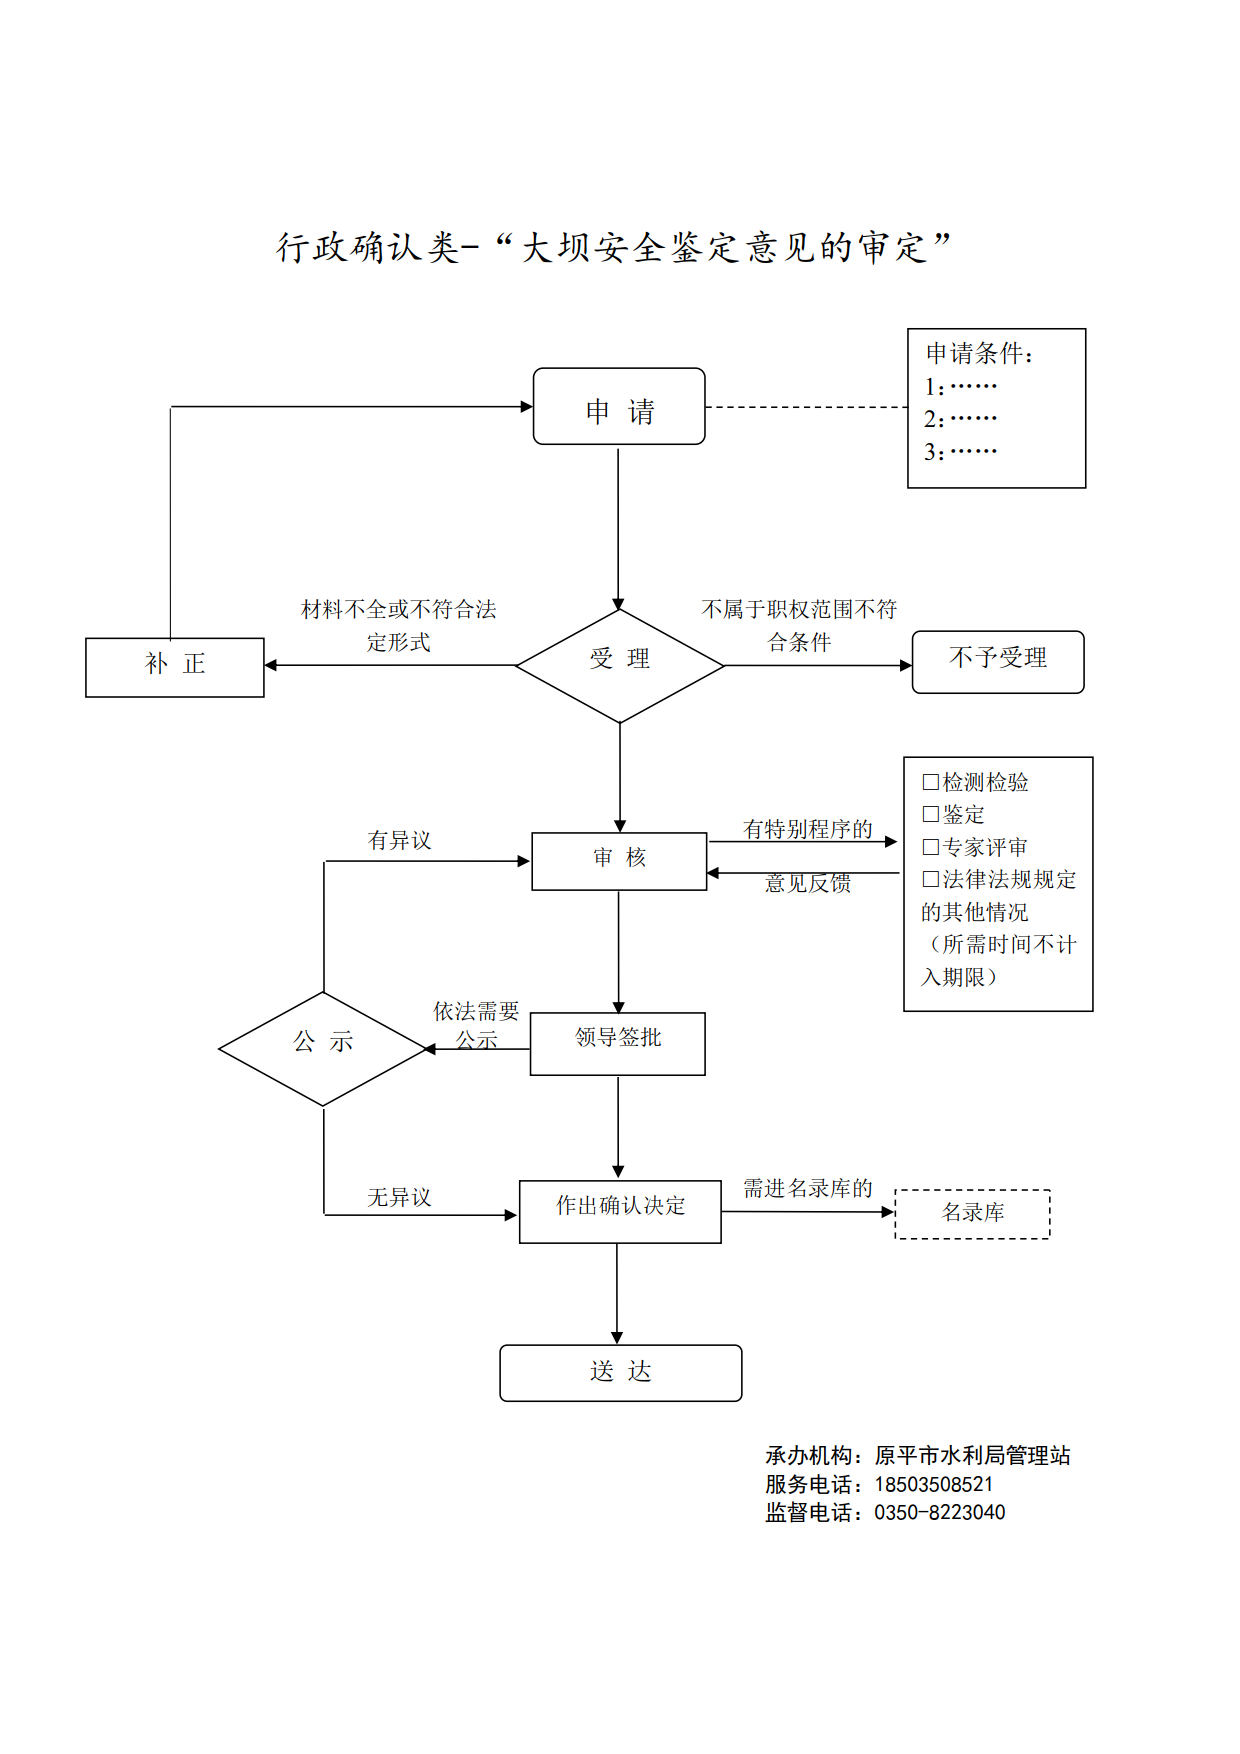 行政确认类-“大坝安全鉴定意见的审定”
申请条件：
1：……
2：……
3：……
申 请
材料不全或不符合法
定形式
不属于职权范围不符
合条件
补 正
受 理
不予受理
□检测检验
□鉴定
□专家评审
□法律法规规定
的其他情况
（所需时间不计
入期限）
有异议
审 核
有特别程序的
意见反馈
依法需要
公示
公 示
领导签批
无异议
作出确认决定
需进名录库的
名录库
送 达
承办机构：原平市水利局管理站
服务电话：18503508521
监督电话：0350-8223040